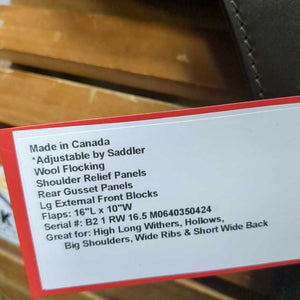 Made in Canada
*Adjustable by Saddler
Wool Flocking
Shoulder Relief Panels
Rear Gusset Panels
Lg External Front Blocks
Flaps: 16"L x 10"W
Serial #: B2 1 RW 16.5 M0640350424
Great for: High Long Withers, Hollows,
Big Shoulders, Wide Ribs & Short Wide Back